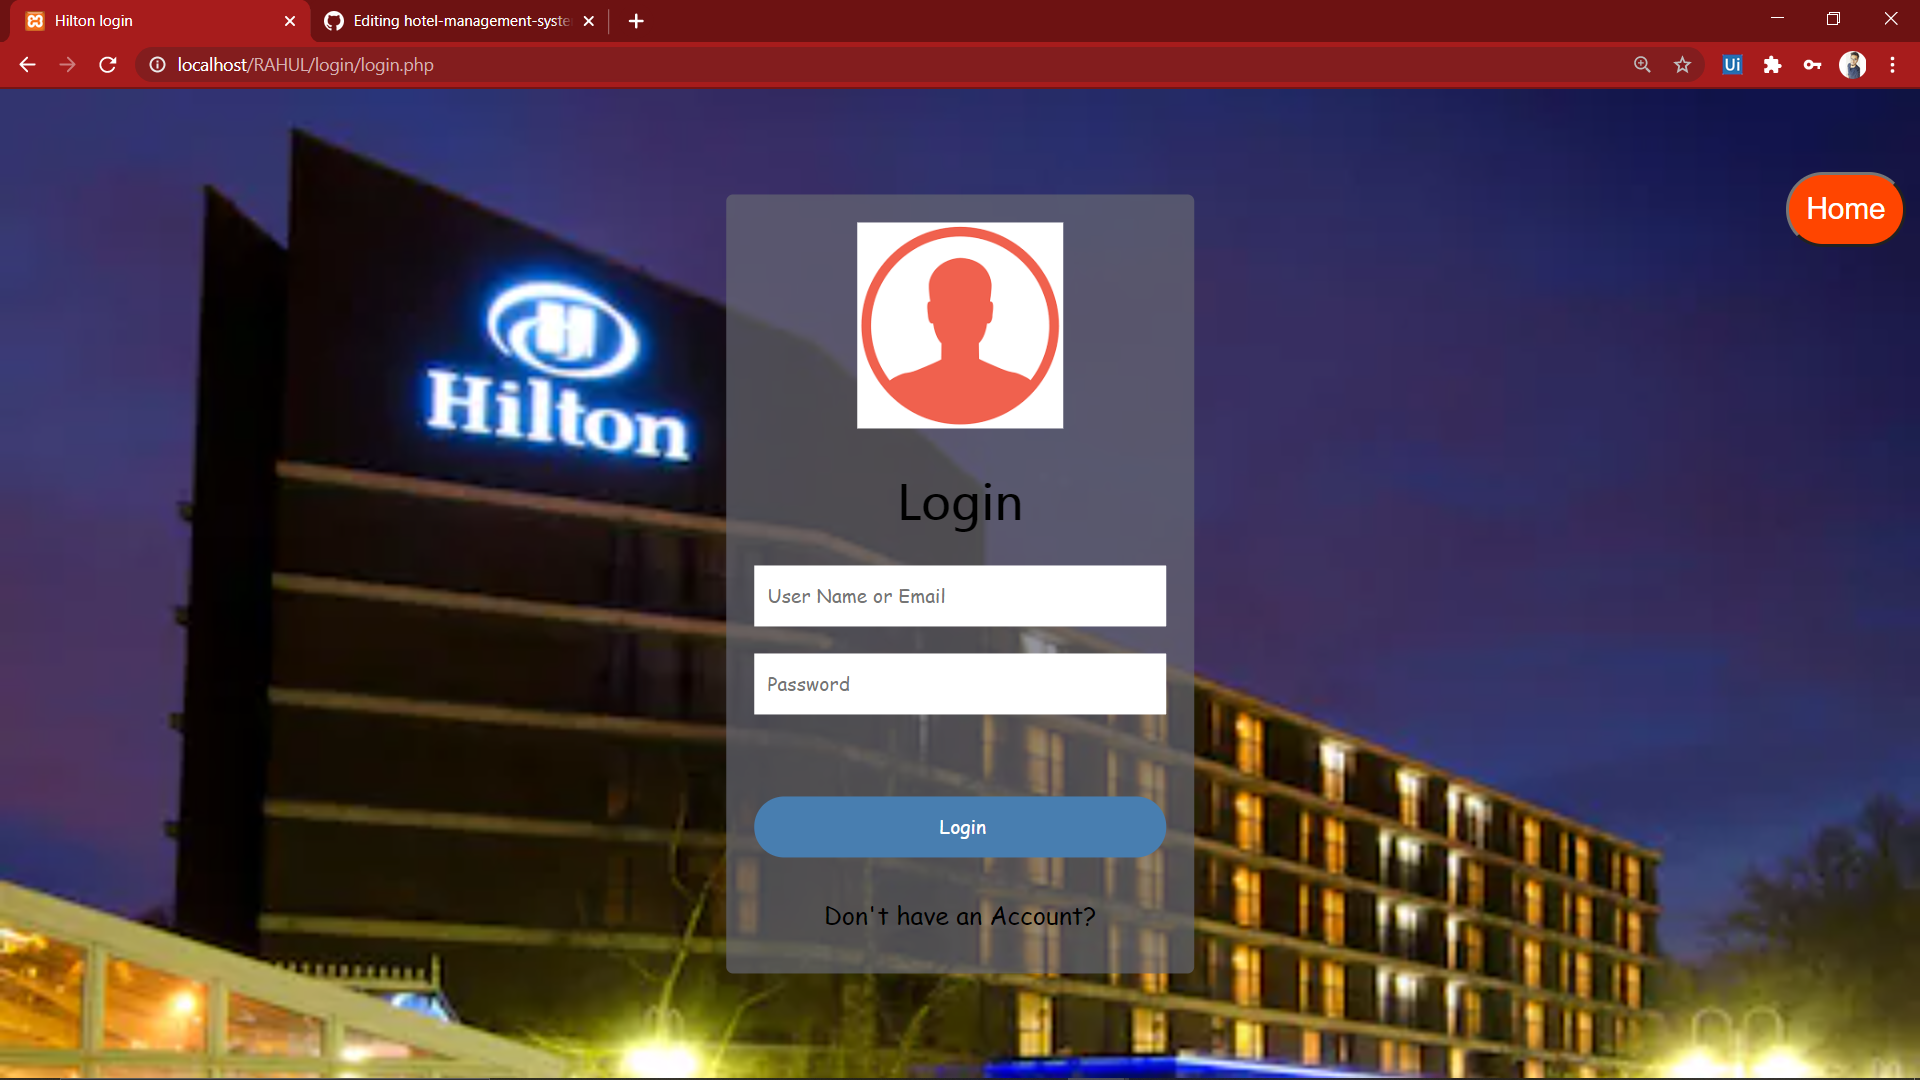 Hilton login
Editing hotel-management-syste
localhost/RAHUL/login/login.php
Ui
Home
Hilton
Login
User Name or Email
Password
Login
Don't have an Account?